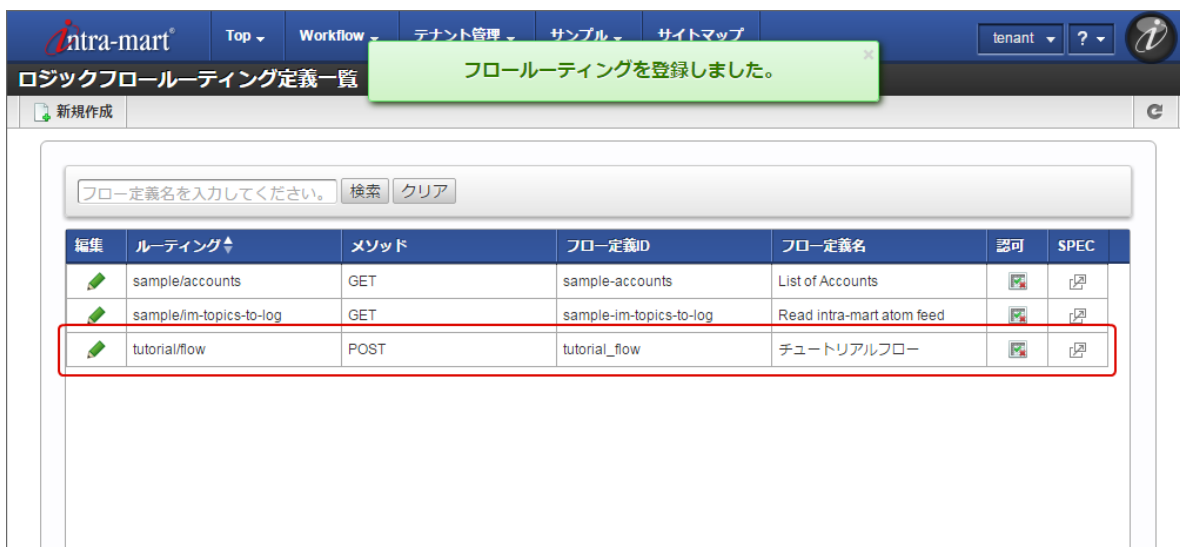 intra-mart® Top Workflow テナント管理 サンプル サイトマップ tenant ?
フロールーティングを登録しました。 ×
ロジックフロールーティング定義一覧
新規作成
フロー定義名を入力してください。 検索 クリア
編集 ルーティング メソッド フロー定義ID フロー定義名 認可 SPEC
sample/accounts GET sample-accounts List of Accounts
sample/im-topics-to-log GET sample-im-topics-to-log Read intra-mart atom feed
tutorial/flow POST tutorial_flow チュートリアルフロー